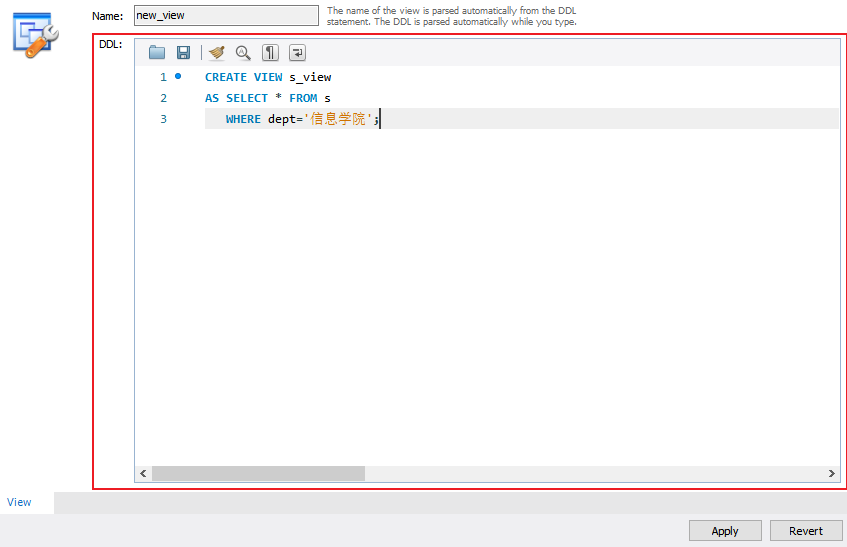 Name: new_view The name of the view is parsed automatically from the DDL
statement. The DDL is parsed automatically while you type.
DDL:
1 CREATE VIEW s_view
2 AS SELECT * FROM s
3 WHERE dept='信息学院';
View
Apply Revert